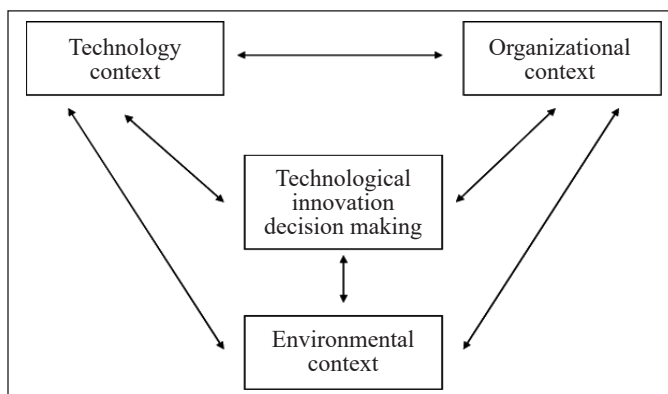 Technology
context
Organizational
context
Technological
innovation
decision making
Environmental
context